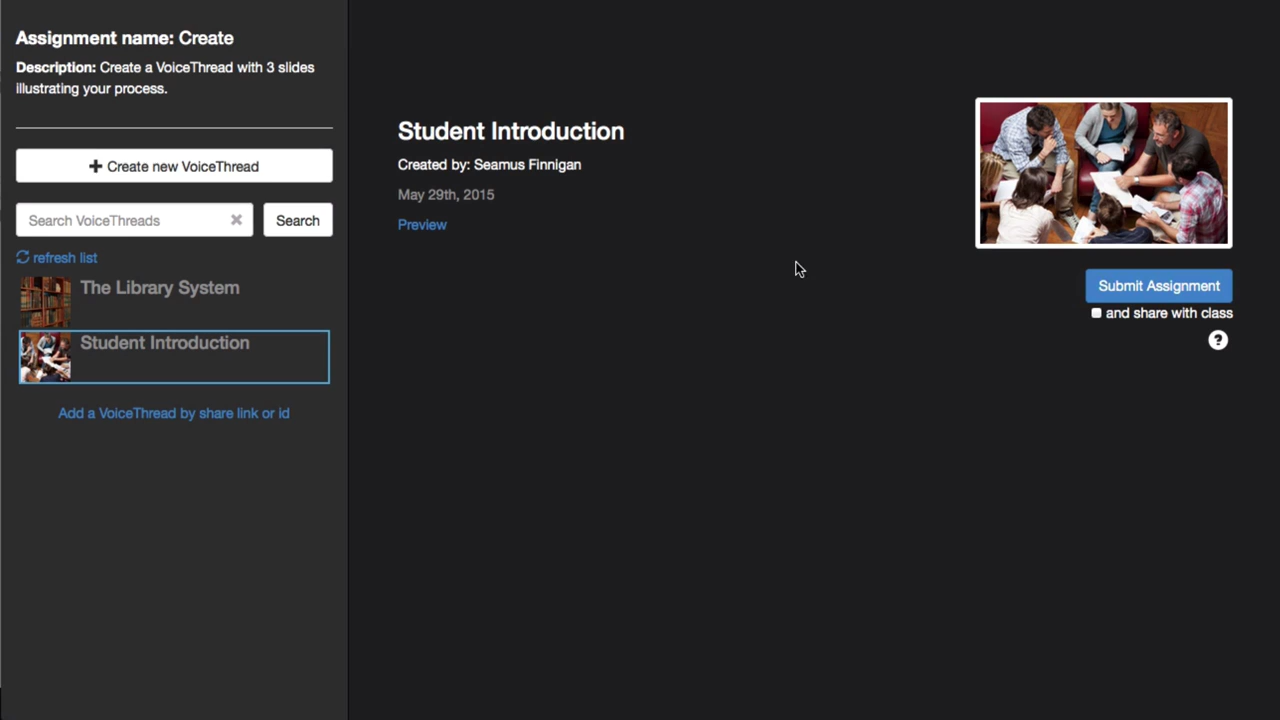 Assignment name: Create
Description: Create a VoiceThread with 3 slides
illustrating your process.
Create new VoiceThread
Search VoiceThreads
Search
refresh list
The Library System
Student Introduction
Add a VoiceThread by share link or id
Student Introduction
Created by: Seamus Finnigan
May 29th, 2015
Preview
Submit Assignment
and share with class
?